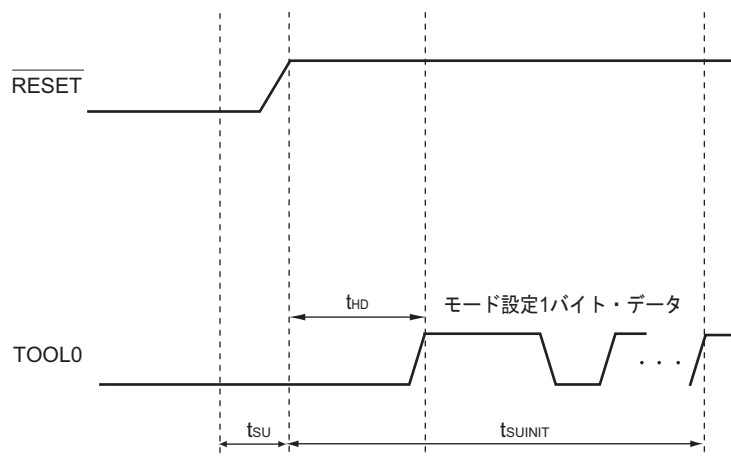 RESET
tHD
モード設定1バイト・データ
TOOL0
. . .
tSU
tSUINIT